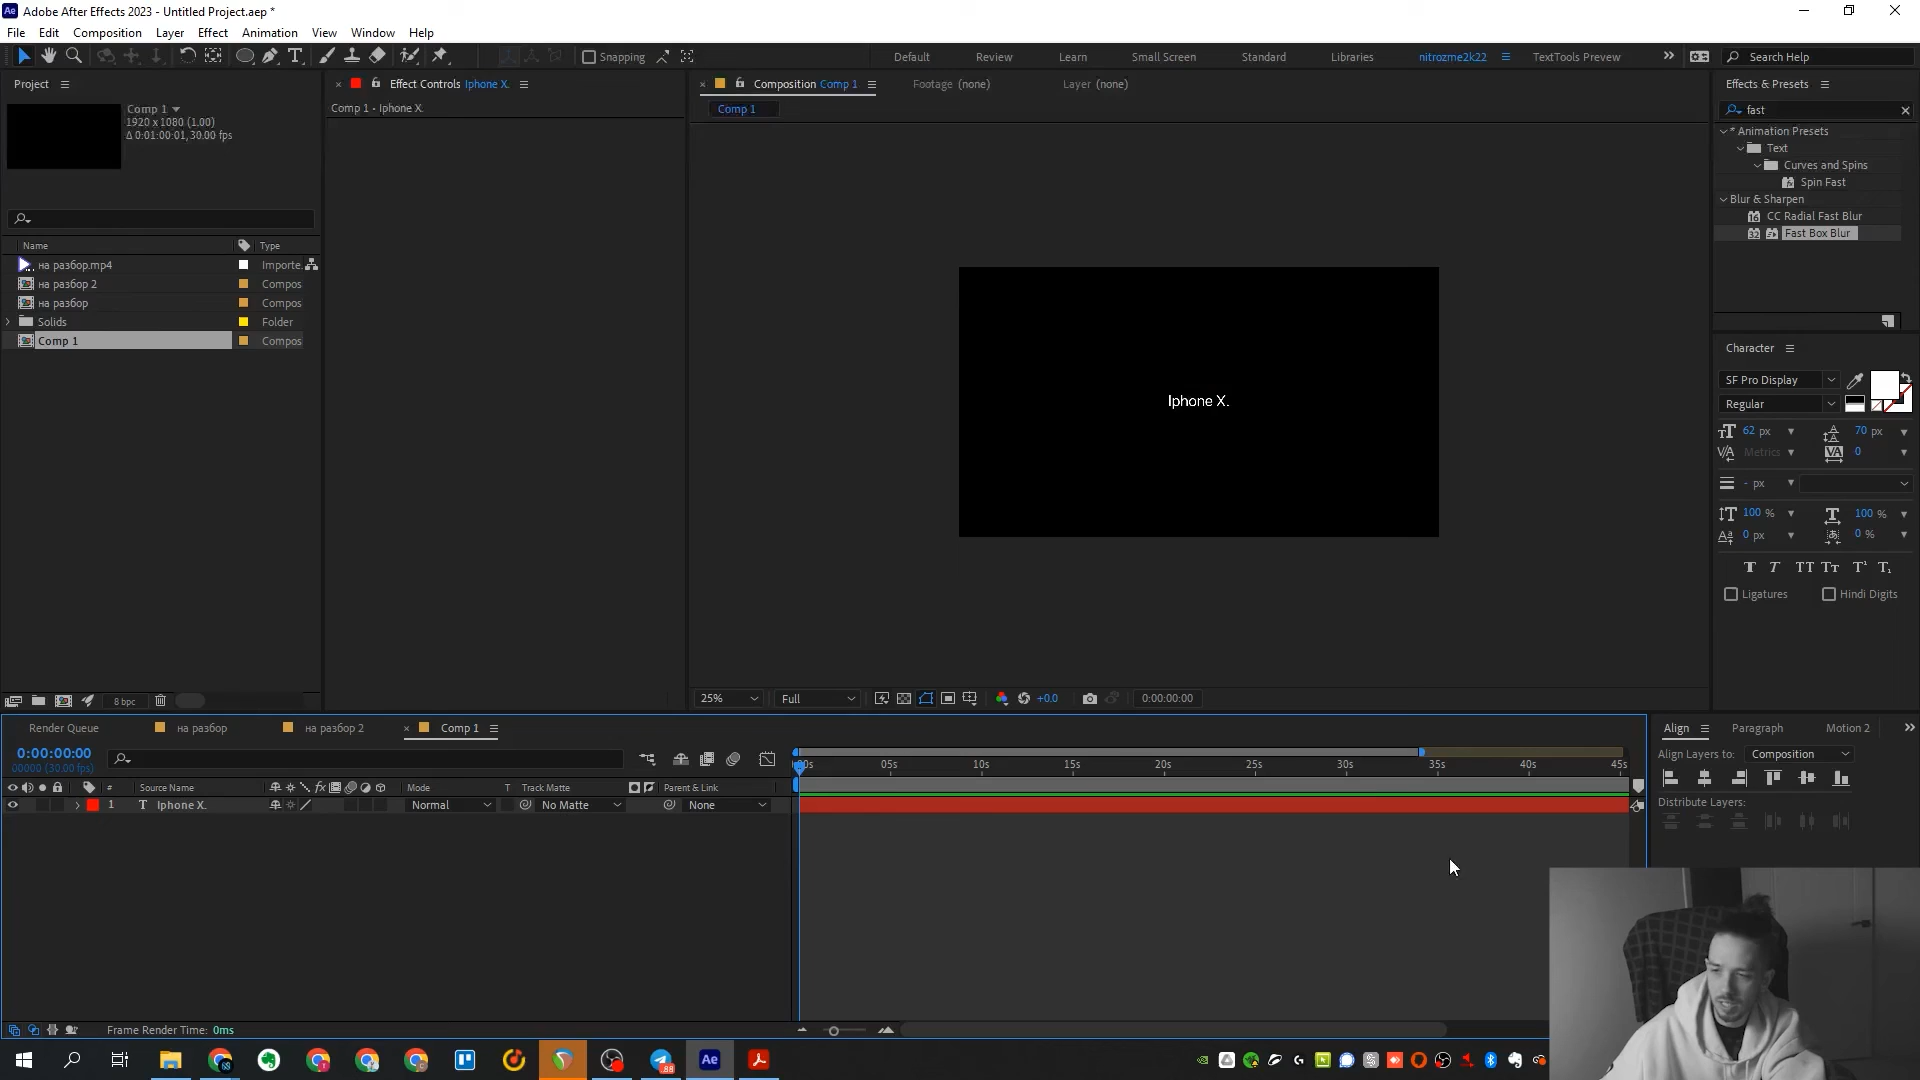 Adobe After Effects 2023 - Untitled Project.aep *
File Edit Composition Layer Effect Animation View Window Help
Snapping Default Review Learn Small Screen Standard Libraries nitrozme2k22 TextTools Preview Search Help
Project
Comp 1
1920 x 1080 (1.00)
Δ 0:01:00:01, 30.00 fps
Name Type
на разбор.mp4 Importe
на разбор 2 Compos
на разбор Compos
Solids Folder
Comp 1 Compos
8 bpc
Effect Controls Iphone X.
Comp 1 - Iphone X.
Composition Comp 1 Footage (none) Layer (none)
Comp 1
Iphone X.
25% Full +0.0 0:00:00:00
Effects & Presets
fast
* Animation Presets
Text
Curves and Spins
Spin Fast
Blur & Sharpen
16 CC Radial Fast Blur
32 Fast Box Blur
Character
SF Pro Display
Regular
62 px 70 px
Metrics 0
- px
100 % 100 %
0 px 0 %
Ligatures Hindi Digits
Render Queue на разбор на разбор 2 Comp 1
0:00:00:00
00000 (30.00 fps)
:00s 05s 10s 15s 20s 25s 30s 35s 40s 45s
# Source Name fx Mode T Track Matte Parent & Link
1 T Iphone X. Normal No Matte None
Frame Render Time: 0ms
Align Paragraph Motion 2
Align Layers to: Composition
Distribute Layers:
Ae
88